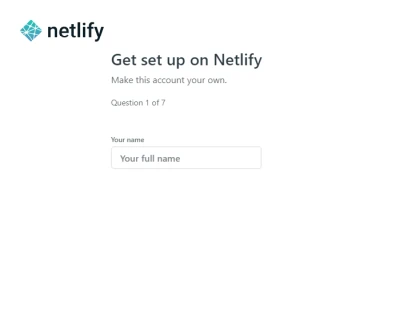 netlify
Get set up on Netlify
Make this account your own.
Question 1 of 7
Your name
Your full name